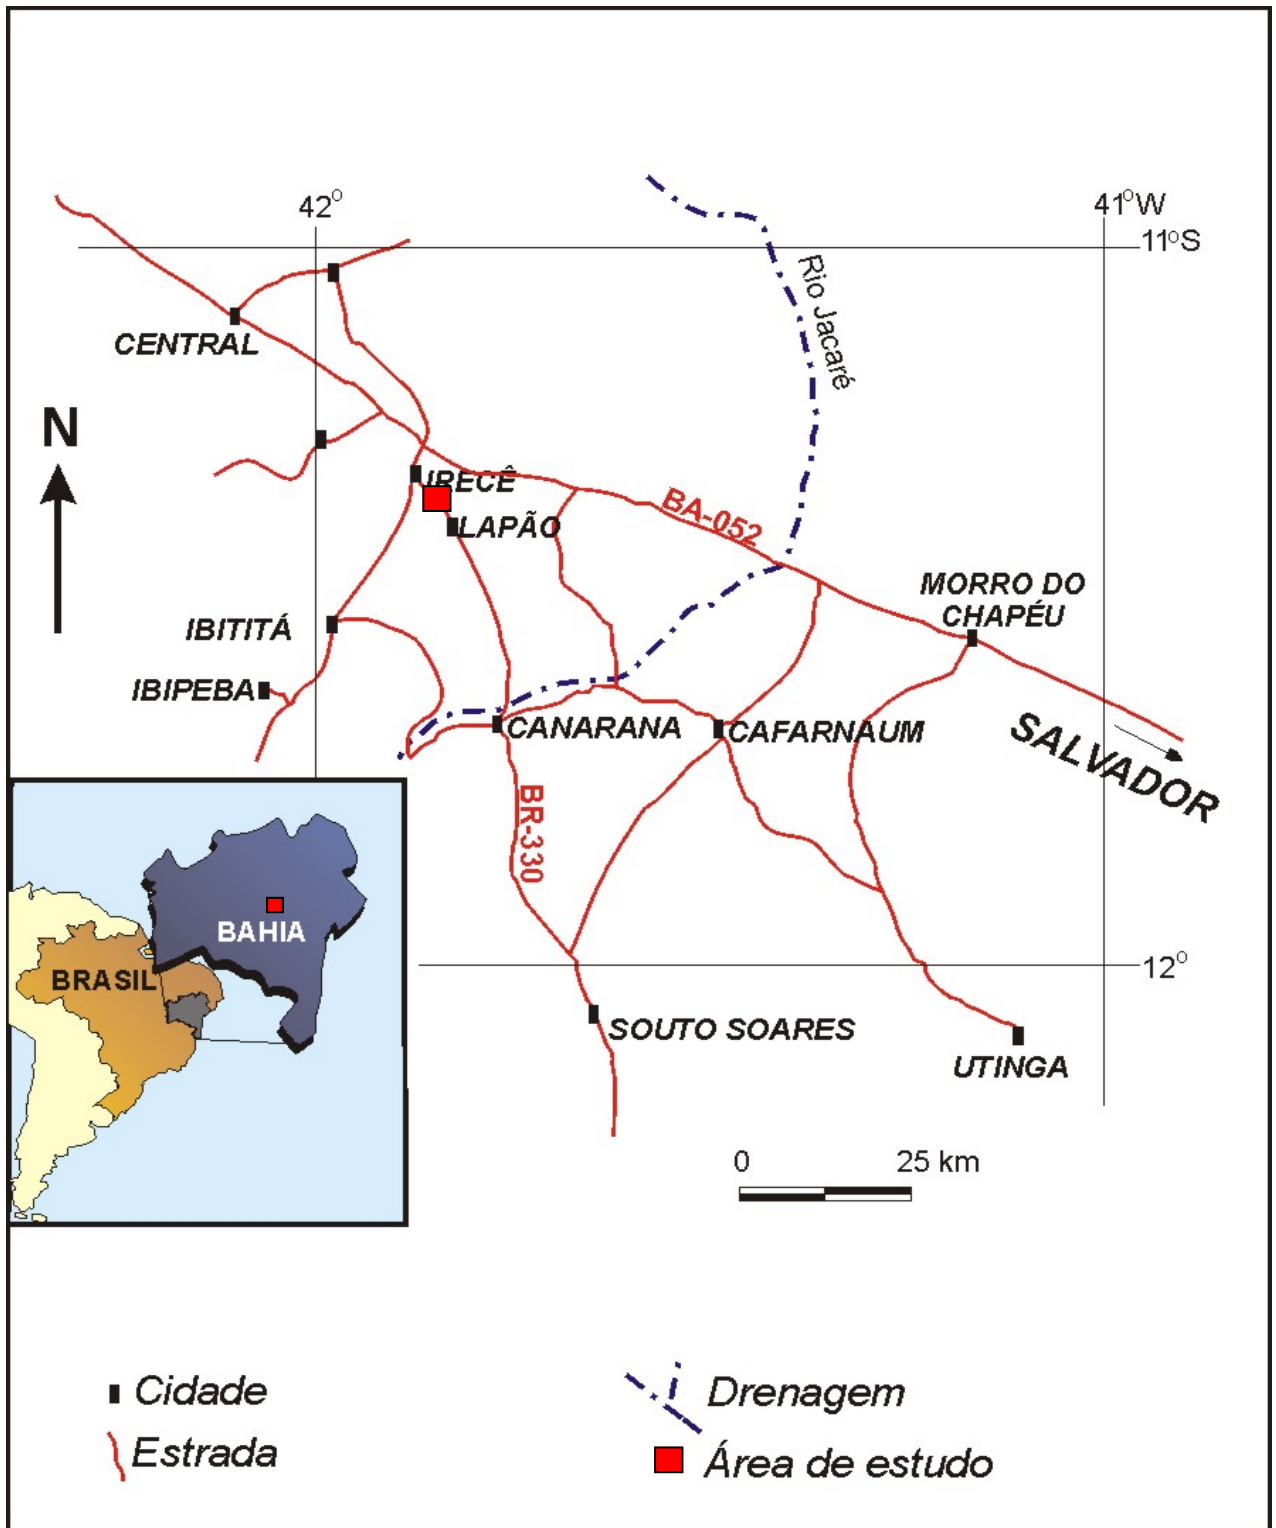 42°
41°W
11°S
Rio Jacaré
CENTRAL
N
IRECÊ
BA-052
LAPÃO
MORRO DO
CHAPÉU
IBITITÁ
IBIPEBA
CANARANA
CAFARNAUM
SALVADOR
BR-330
BAHIA
BRASIL
12°
SOUTO SOARES
UTINGA
0 25 km
Cidade
Drenagem
Estrada
Área de estudo